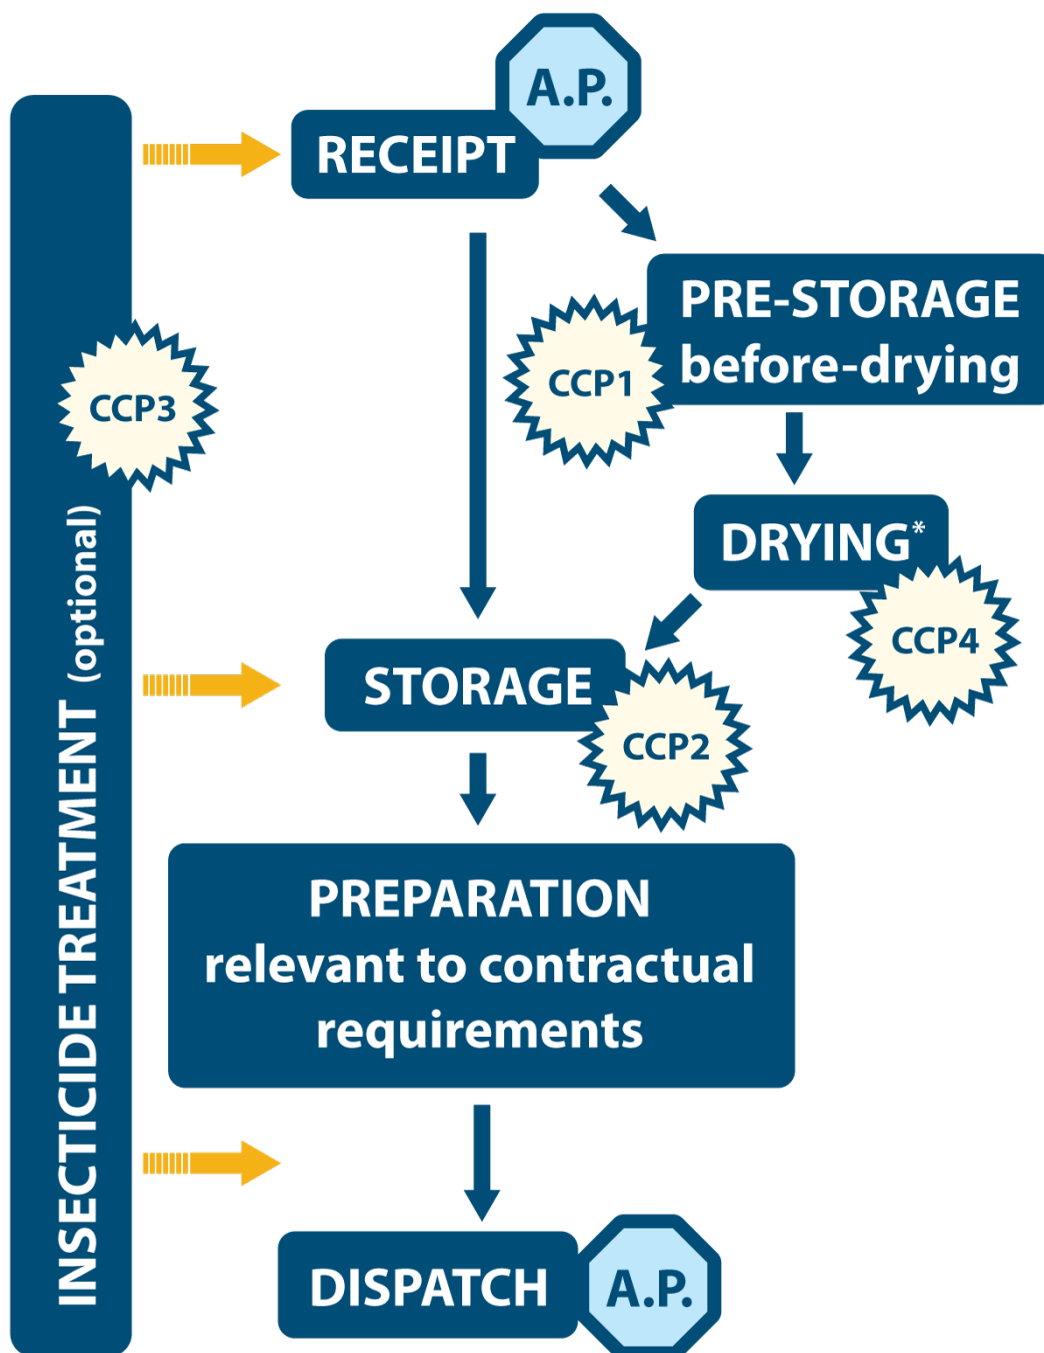 A.P.
RECEIPT
PRE-STORAGE
before-drying
CCP1
CCP3
DRYING*
CCP4
STORAGE
CCP2
INSECTICIDE TREATMENT (optional)
PREPARATION
relevant to contractual
requirements
DISPATCH
A.P.